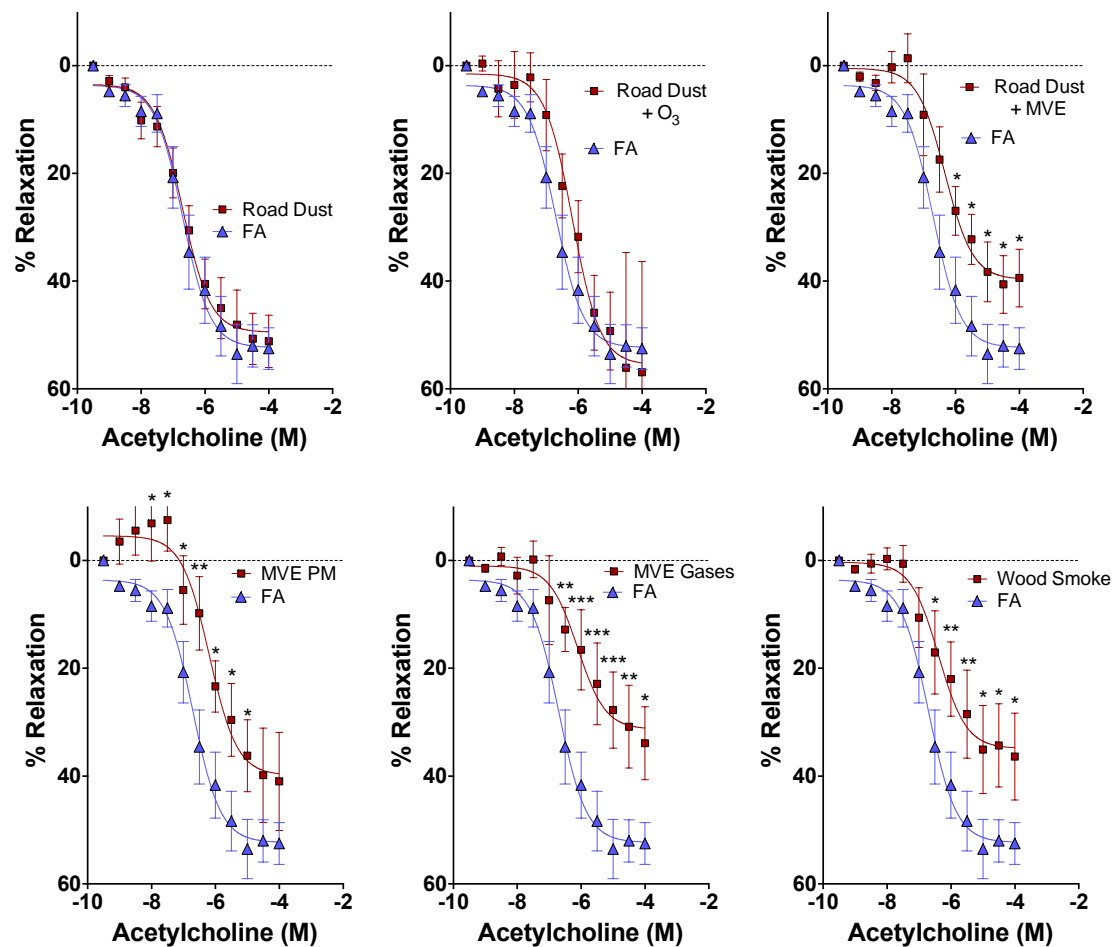 0
20
40
60
% Relaxation
Road Dust
FA
-10 -8 -6 -4 -2
Acetylcholine (M)
0
20
40
60
% Relaxation
Road Dust
+ O3
FA
-10 -8 -6 -4 -2
Acetylcholine (M)
0
20
40
60
% Relaxation
Road Dust
+ MVE
FA
* * * * *
-10 -8 -6 -4 -2
Acetylcholine (M)
0
20
40
60
% Relaxation
* * * ** * * *
MVE PM
FA
-10 -8 -6 -4 -2
Acetylcholine (M)
0
20
40
60
% Relaxation
MVE Gases
FA
** *** *** *** ** *
-10 -8 -6 -4 -2
Acetylcholine (M)
0
20
40
60
% Relaxation
Wood Smoke
FA
* ** ** * * *
-10 -8 -6 -4 -2
Acetylcholine (M)